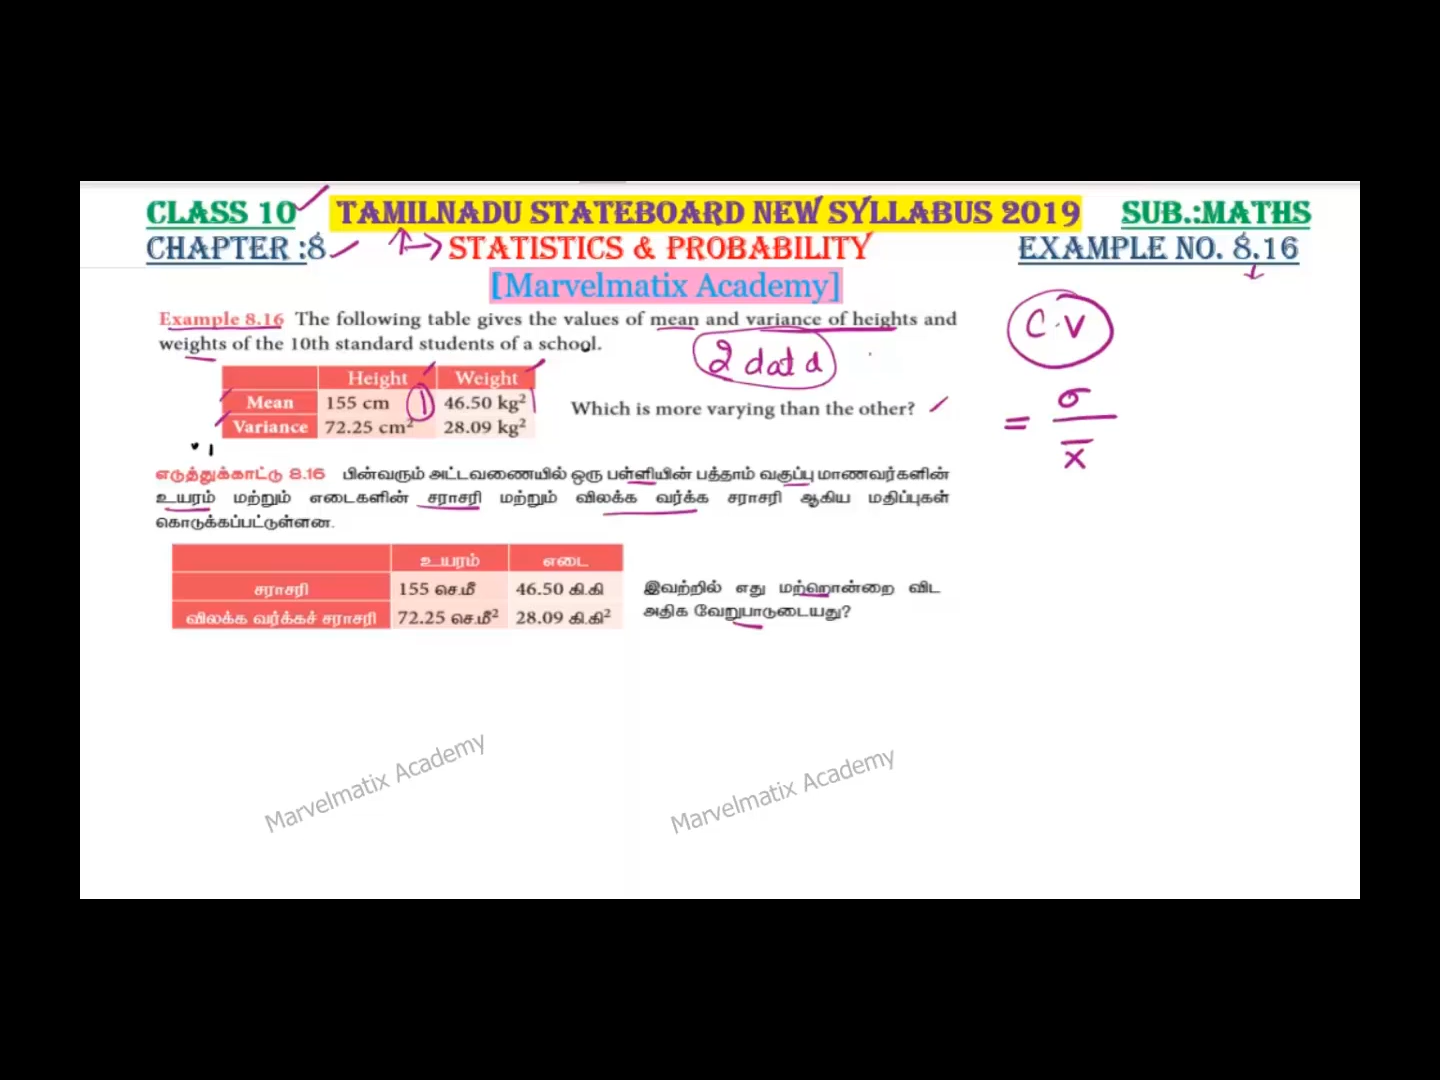 CLASS 10 TAMILNADU STATEBOARD NEW SYLLABUS 2019 SUB.:MATHS
CHAPTER :8 STATISTICS & PROBABILITY EXAMPLE NO. 8.16
[Marvelmatix Academy]
Example 8.16 The following table gives the values of mean and variance of heights and
weights of the 10th standard students of a school.
2 data
C.V
Height Weight
Mean 155 cm 1 46.50 kg²
Variance 72.25 cm² 28.09 kg²
Which is more varying than the other?
= σ
x̄
எடுத்துக்காட்டு 8.16 பின்வரும் அட்டவணையில் ஒரு பள்ளியின் பத்தாம் வகுப்பு மாணவர்களின்
உயரம் மற்றும் எடைகளின் சராசரி மற்றும் விலக்க வர்க்க சராசரி ஆகிய மதிப்புகள்
கொடுக்கப்பட்டுள்ளன.
உயரம் எடை
சராசரி 155 செ.மீ 46.50 கி.கி
விலக்க வர்க்கச் சராசரி 72.25 செ.மீ² 28.09 கி.கி²
இவற்றில் எது மற்றொன்றை விட
அதிக வேறுபாடுடையது?
Marvelmatix Academy
Marvelmatix Academy